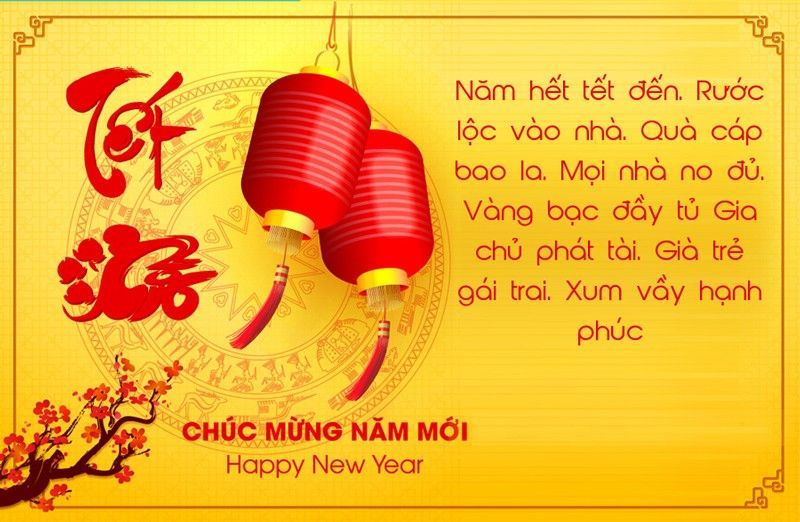 Tết
Năm hết tết đến. Rước
lộc vào nhà. Quà cáp
bao la. Mọi nhà no đủ.
Vàng bạc đầy tủ Gia
chủ phát tài. Già trẻ
gái trai. Xum vầy hạnh
phúc
CHÚC MỪNG NĂM MỚI
Happy New Year